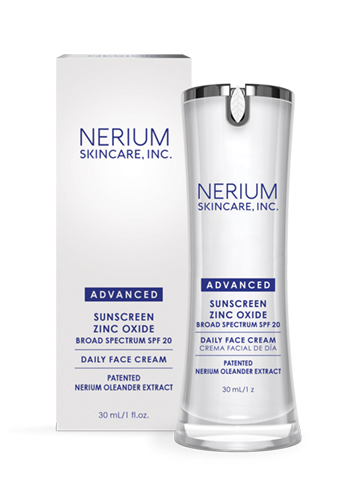 NERIUM
SKINCARE, INC.
ADVANCED
SUNSCREEN
ZINC OXIDE
BROAD SPECTRUM SPF 20
DAILY FACE CREAM
PATENTED
NERIUM OLEANDER EXTRACT
30 mL/1 fl.oz.
NERIUM
SKINCARE, INC.
ADVANCED
SUNSCREEN
ZINC OXIDE
BROAD SPECTRUM SPF 20
DAILY FACE CREAM
CREMA FACIAL DE DÍA
PATENTED
NERIUM OLEANDER EXTRACT
30 mL/1 z